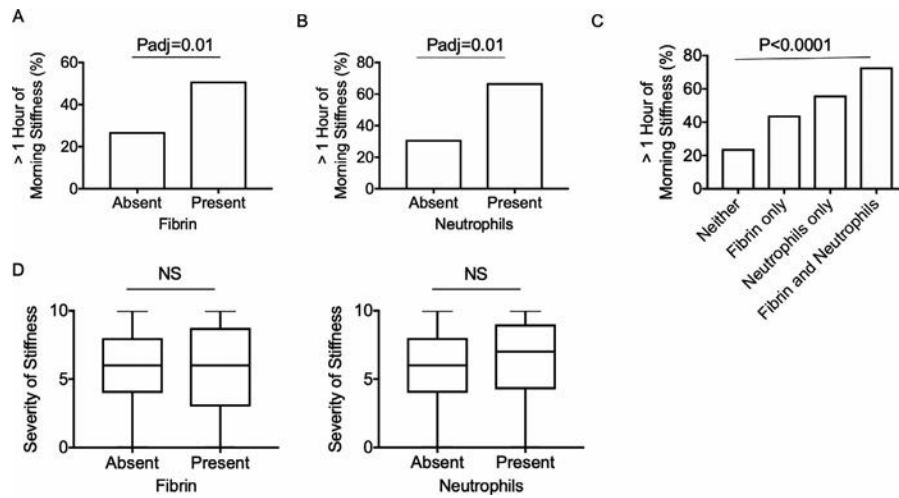 A
Padj=0.01
> 1 Hour of
Morning Stiffness (%)
60
40
20
0
Absent
Present
Fibrin
B
Padj=0.01
> 1 Hour of
Morning Stiffness (%)
80
60
40
20
0
Absent
Present
Neutrophils
C
P<0.0001
> 1 Hour of
Morning Stiffness (%)
80
60
40
20
0
Neither
Fibrin only
Neutrophils only
Fibrin and Neutrophils
D
NS
Severity of Stiffness
10
5
0
Absent
Present
Fibrin
NS
Severity of Stiffness
10
5
0
Absent
Present
Neutrophils